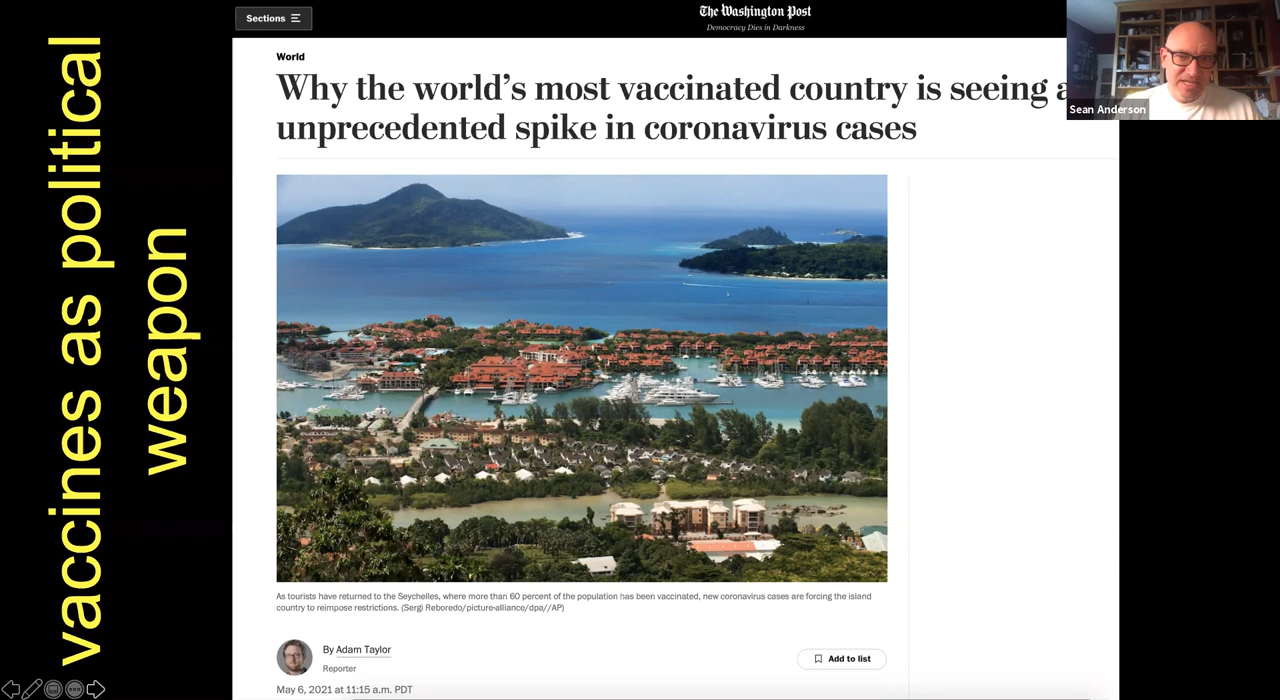 vaccines as political
weapon
Sections
The Washington Post
Democracy Dies in Darkness
Sean Anderson
World
Why the world's most vaccinated country is seeing
unprecedented spike in coronavirus cases
As tourists have returned to the Seychelles, where more than 60 percent of the population has been vaccinated, new coronavirus cases are forcing the island
country to reimpose restrictions. (Sergi Reboredo/picture-alliance/dpa//AP)
By Adam Taylor
Reporter
Add to list
May 6, 2021 at 11:15 a.m. PDT